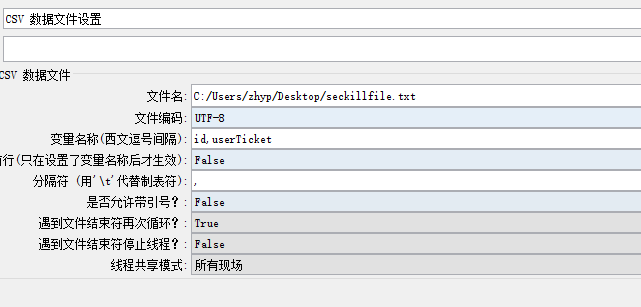 CSV 数据文件设置
CSV 数据文件
文件名: C:/Users/zhyp/Desktop/seckillfile.txt
文件编码: UTF-8
变量名称(西文逗号间隔): id,userTicket
行(只在设置了变量名称后才生效): False
分隔符 (用'\t'代替制表符): ,
是否允许带引号?: False
遇到文件结束符再次循环?: True
遇到文件结束符停止线程?: False
线程共享模式: 所有现场